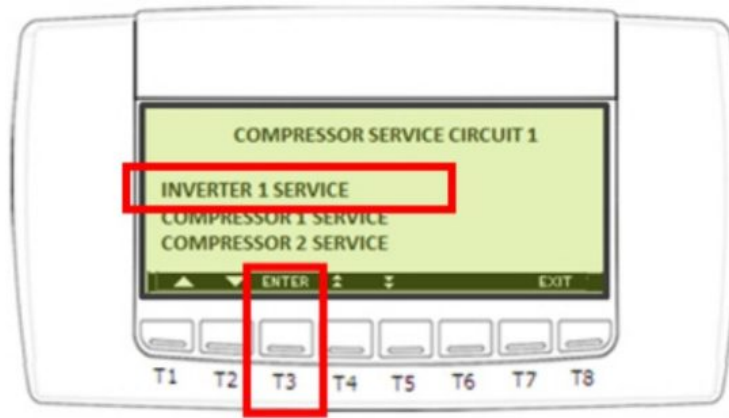 COMPRESSOR SERVICE CIRCUIT 1
INVERTER 1 SERVICE
COMPRESSOR 1 SERVICE
COMPRESSOR 2 SERVICE
ENTER EXIT
T1 T2 T3 T4 T5 T6 T7 T8